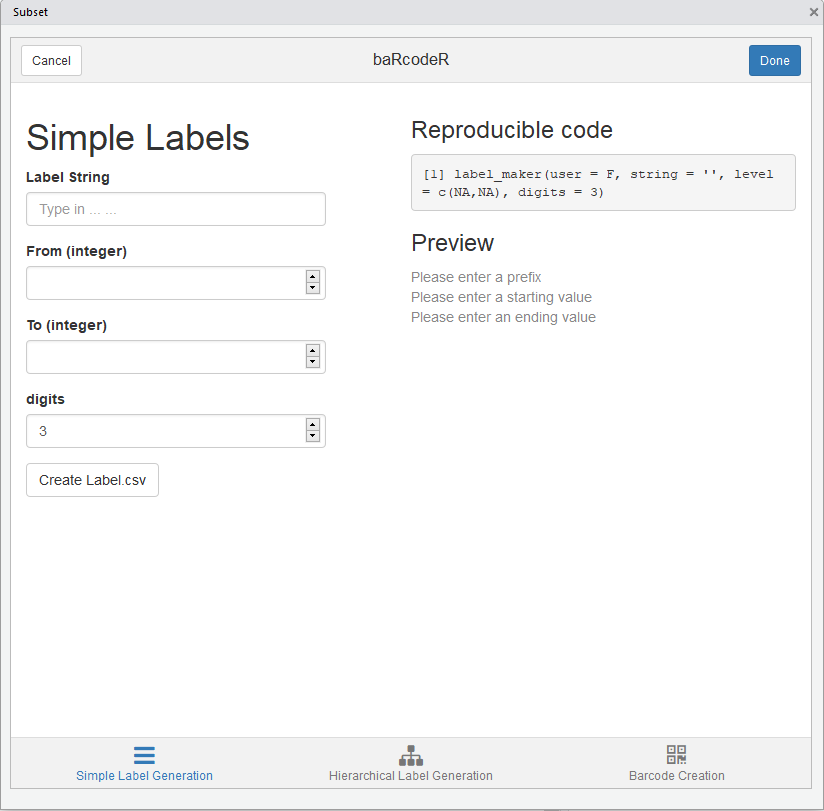 Subset
Cancel
baRcodeR
Done
Simple Labels
Label String
Type in ... ...
From (integer)
To (integer)
digits
3
Create Label.csv
Reproducible code
[1] label_maker(user = F, string = '', level
= c(NA,NA), digits = 3)
Preview
Please enter a prefix
Please enter a starting value
Please enter an ending value
Simple Label Generation
Hierarchical Label Generation
Barcode Creation